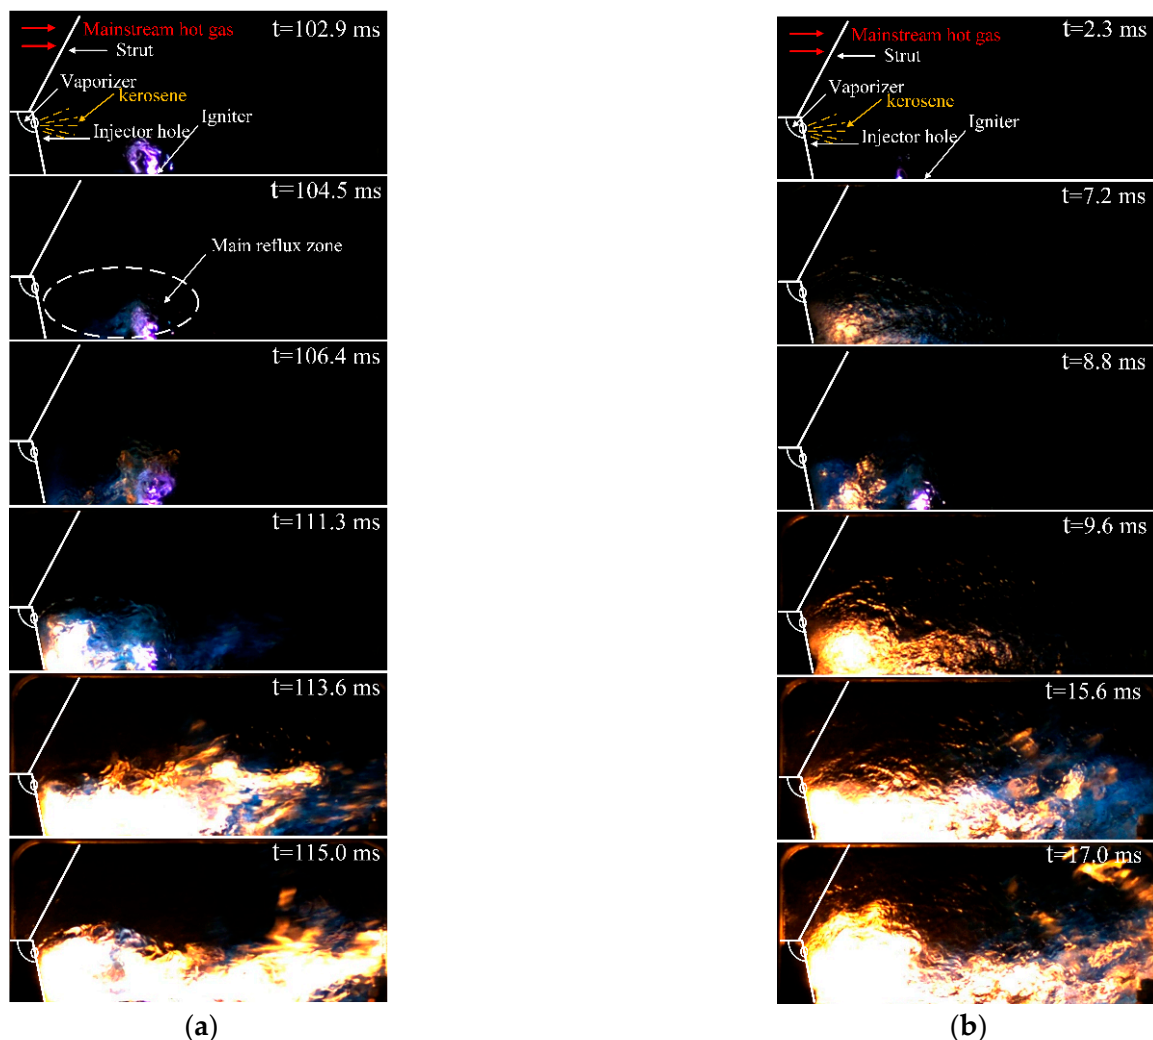 Mainstream hot gas
t=102.9 ms
Strut
Vaporizer
kerosene
Igniter
Injector hole
t=104.5 ms
Main reflux zone
t=106.4 ms
t=111.3 ms
t=113.6 ms
t=115.0 ms
(a)
Mainstream hot gas
t=2.3 ms
Strut
Vaporizer
kerosene
Igniter
Injector hole
t=7.2 ms
t=8.8 ms
t=9.6 ms
t=15.6 ms
t=17.0 ms
(b)